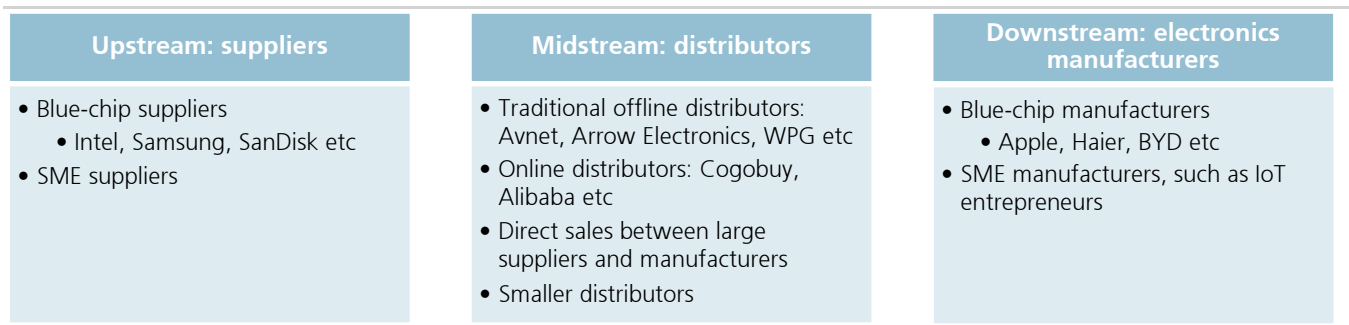 Upstream: suppliers
• Blue-chip suppliers
• Intel, Samsung, SanDisk etc
• SME suppliers
Midstream: distributors
• Traditional offline distributors:
Avnet, Arrow Electronics, WPG etc
• Online distributors: Cogobuy,
Alibaba etc
• Direct sales between large
suppliers and manufacturers
• Smaller distributors
Downstream: electronics
manufacturers
• Blue-chip manufacturers
• Apple, Haier, BYD etc
• SME manufacturers, such as IoT
entrepreneurs